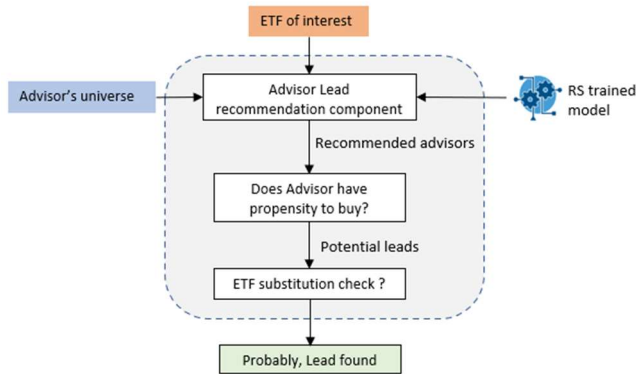 ETF of interest
Advisor's universe
Advisor Lead
recommendation component
RS trained
model
Recommended advisors
Does Advisor have
propensity to buy?
Potential leads
ETF substitution check ?
Probably, Lead found